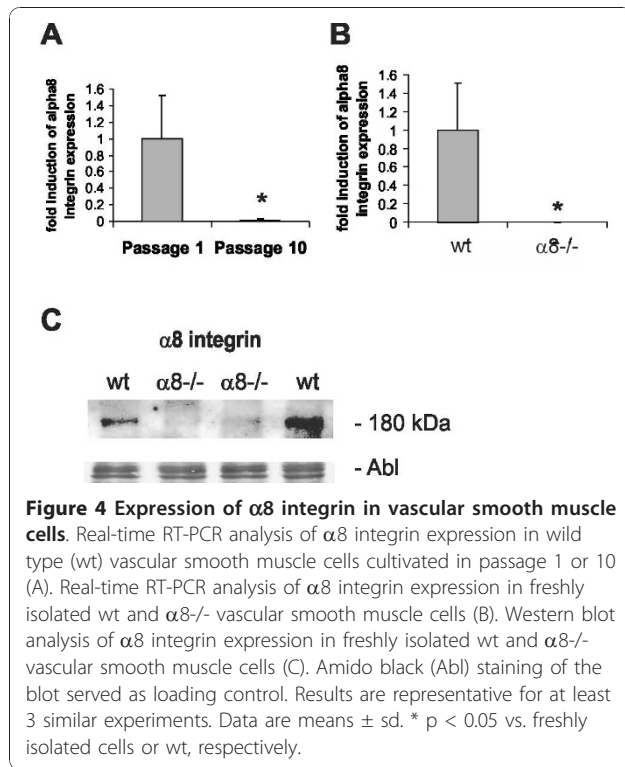 A
B
fold Induction of alpha8
Integrin expression
1.6
1.4
1.2
1
0.8
0.6
0.4
0.2
0
*
Passage 1 Passage 10
fold Induction of alpha8
Integrin expression
1.6
1.4
1.2
1
0.8
0.6
0.4
0.2
0
*
wt α8-/-
C
α8 integrin
wt α8-/- α8-/- wt
- 180 kDa
- Abl
Figure 4 Expression of α8 integrin in vascular smooth muscle
cells. Real-time RT-PCR analysis of α8 integrin expression in wild
type (wt) vascular smooth muscle cells cultivated in passage 1 or 10
(A). Real-time RT-PCR analysis of α8 integrin expression in freshly
isolated wt and α8-/- vascular smooth muscle cells (B). Western blot
analysis of α8 integrin expression in freshly isolated wt and α8-/-
vascular smooth muscle cells (C). Amido black (Abl) staining of the
blot served as loading control. Results are representative for at least
3 similar experiments. Data are means ± sd. * p < 0.05 vs. freshly
isolated cells or wt, respectively.